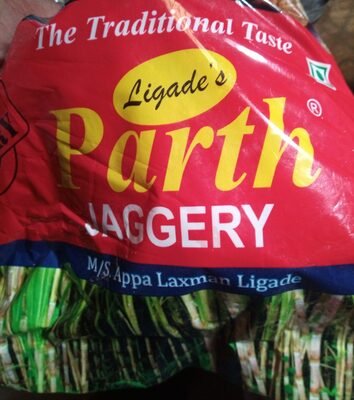 The Traditional Taste
Ligade's
Parth®
JAGGERY
M/S. Appa Laxman Ligade